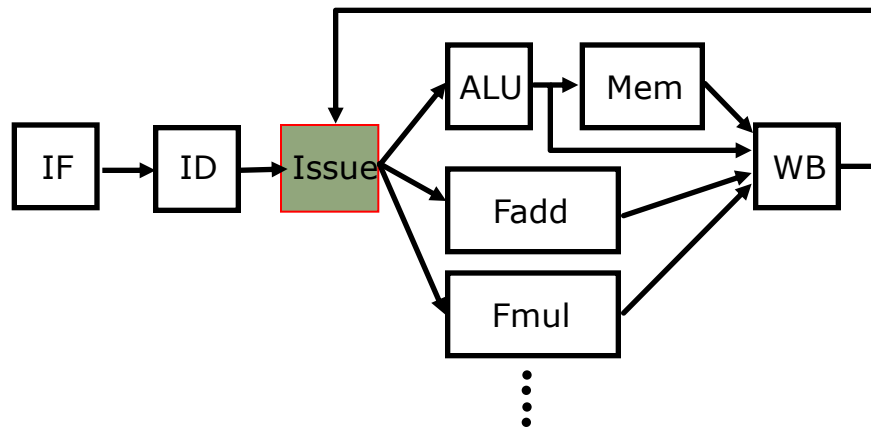 IF
ID
Issue
ALU
Mem
Fadd
Fmul
WB